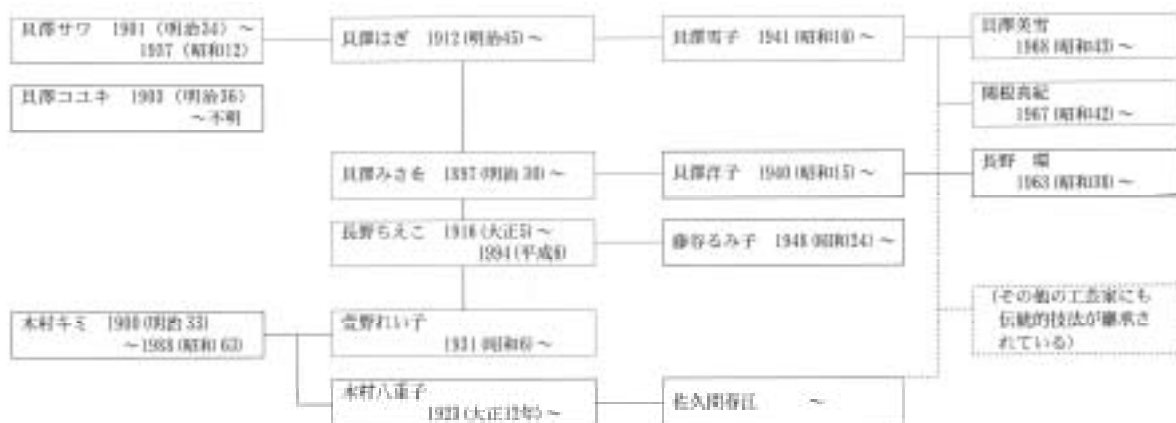 貝澤サワ 1901(明治34)〜
1937(昭和12)
貝澤コユキ 1903(明治36)
〜不明
木村キミ 1900(明治33)
〜1988(昭和63)
貝澤はぎ 1912(明治45)〜
貝澤みさを 1897(明治30)〜
長野ちえこ 1916(大正5)〜
1994(平成6)
萱野れい子
1931(昭和6)〜
木村八重子
1923(大正12年)〜
貝澤雪子 1941(昭和16)〜
貝澤洋子 1940(昭和15)〜
藤谷るみ子 (昭和24)〜
佐久間春江 〜
貝澤美雪
1968(昭和43)〜
関根真紀
1967(昭和42)〜
長野 環
1963(昭和38)〜
(その他の工芸家にも
伝統的技法が継承さ
れている)